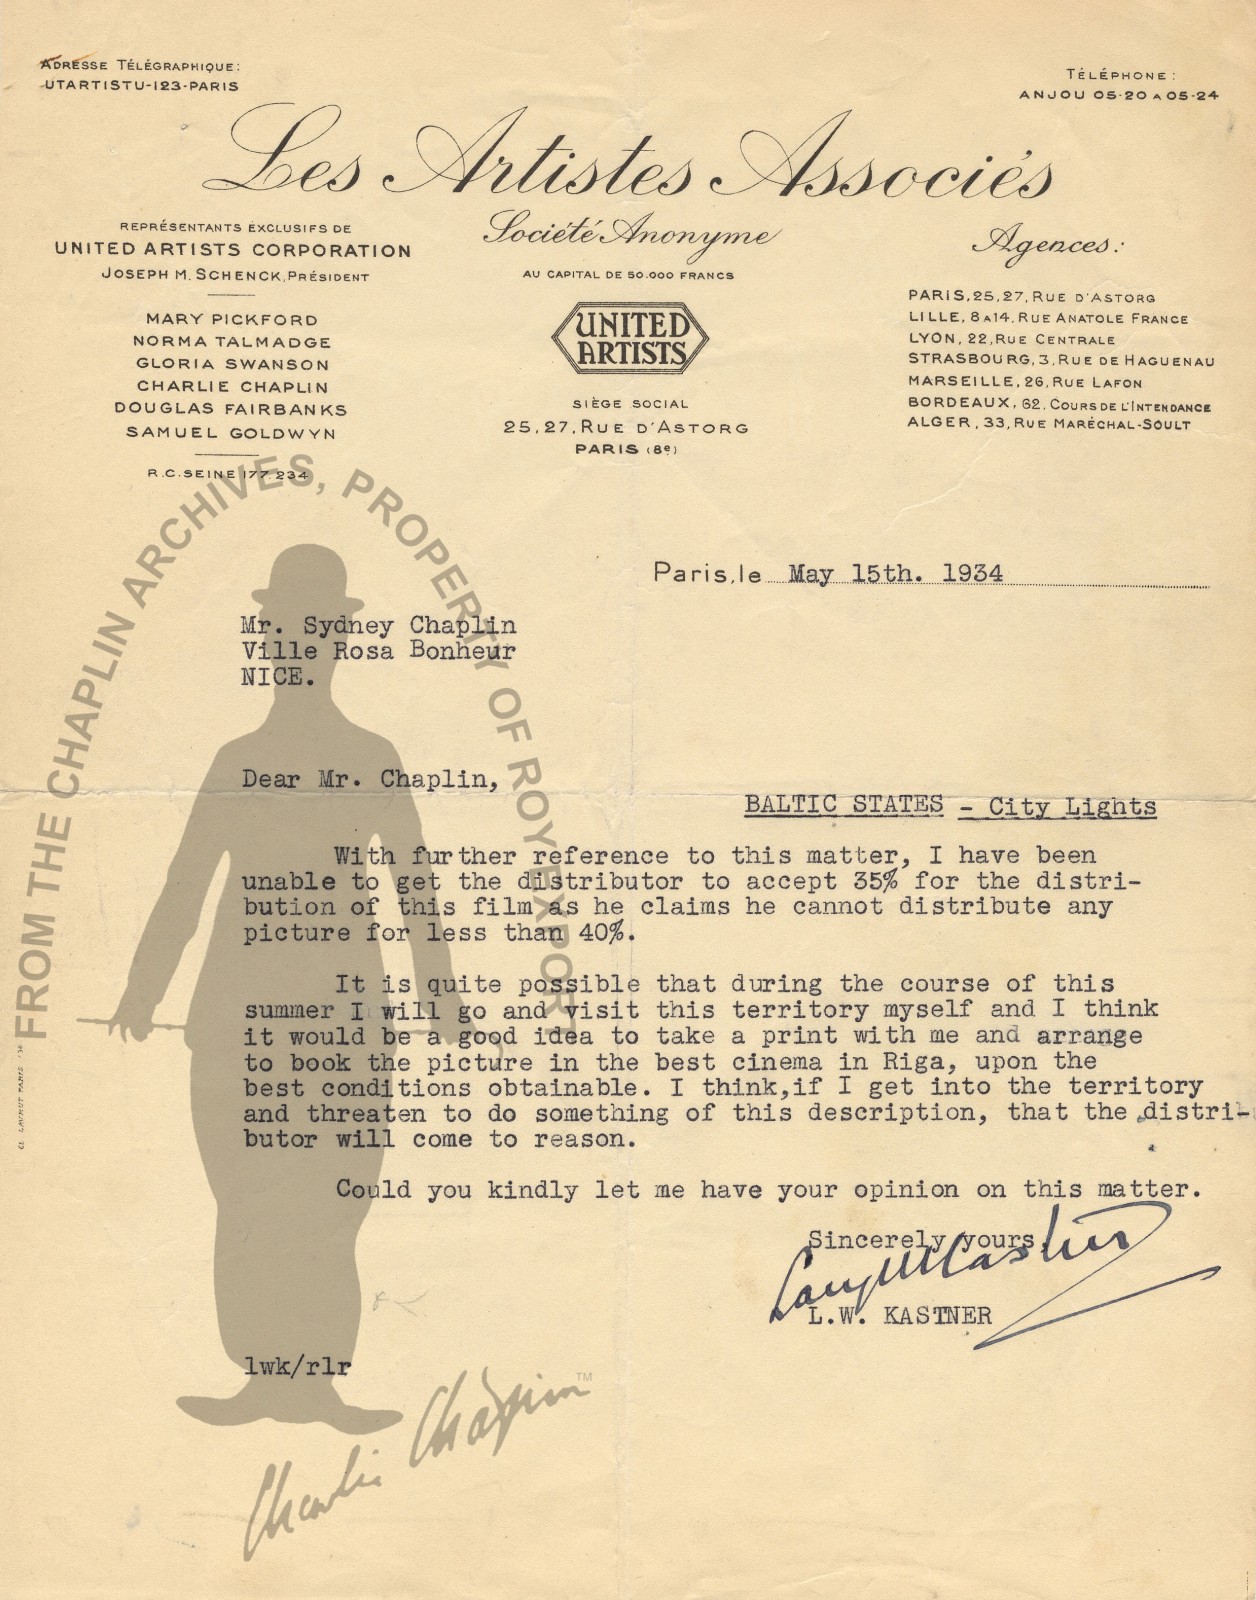 ADRESSE TÉLÉGRAPHIQUE:
UTARTISTU-123-PARIS
TÉLÉPHONE:
ANJOU 05-20 A 05-24
Les Artistes Associés
Société Anonyme
AU CAPITAL DE 50.000 FRANCS
REPRÉSENTANTS EXCLUSIFS DE
UNITED ARTISTS CORPORATION
JOSEPH M. SCHENCK, PRÉSIDENT
MARY PICKFORD
NORMA TALMADGE
GLORIA SWANSON
CHARLIE CHAPLIN
DOUGLAS FAIRBANKS
SAMUEL GOLDWYN
R.C. SEINE 177.234
UNITED
ARTISTS
SIÈGE SOCIAL
25,27, RUE D'ASTORG
PARIS (8e)
Agences:
PARIS, 25,27, RUE D'ASTORG
LILLE, 8 A 14, RUE ANATOLE FRANCE
LYON, 22, RUE CENTRALE
STRASBOURG, 3, RUE DE HAGUENAU
MARSEILLE, 26, RUE LAFON
BORDEAUX, 62, COURS DE L'INTENDANCE
ALGER, 33, RUE MARÉCHAL-SOULT
FROM THE CHAPLIN ARCHIVES, PROPERTY OF ROY EXPORT
Paris, le May 15th. 1934
Mr. Sydney Chaplin
Ville Rosa Bonheur
NICE.
Dear Mr. Chaplin,
BALTIC STATES - City Lights
With further reference to this matter, I have been
unable to get the distributor to accept 35% for the distri-
bution of this film as he claims he cannot distribute any
picture for less than 40%.
It is quite possible that during the course of this
summer I will go and visit this territory myself and I think
it would be a good idea to take a print with me and arrange
to book the picture in the best cinema in Riga, upon the
best conditions obtainable. I think,if I get into the territory
and threaten to do something of this description, that the distri-
butor will come to reason.
Could you kindly let me have your opinion on this matter.
Sincerely yours,
L.W. KASTNER
lwk/rlr
Charlie Chaplin™